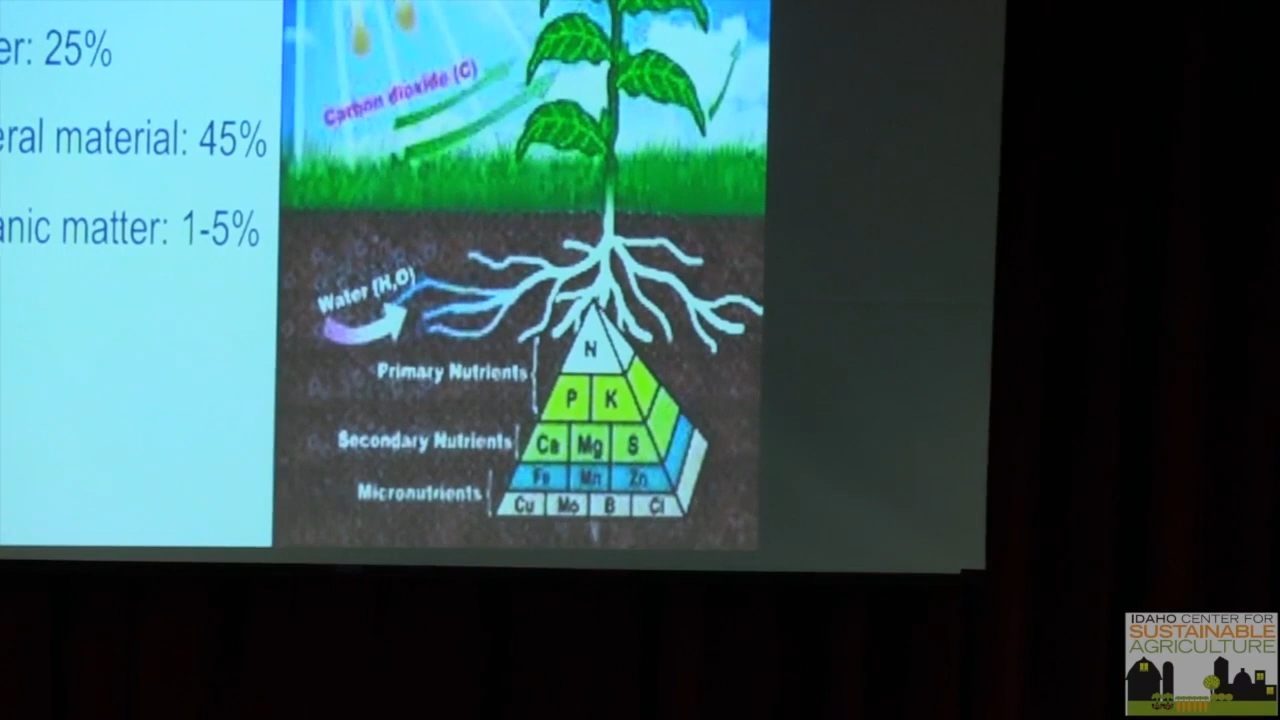 er: 25%
eral material: 45%
anic matter: 1-5%
Carbon dioxide (C)
Water (H₂O)
Primary Nutrients
N
P K
Secondary Nutrients
Ca Mg S
Micronutrients
Fe Mn Zn
Cu Mo B Cl
IDAHO CENTER FOR
SUSTAINABLE
AGRICULTURE